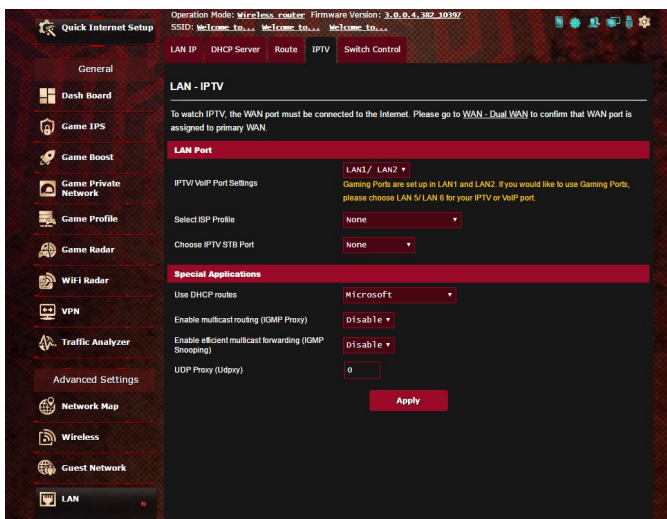 Quick Internet Setup
General
Dash Board
Game IPS
Game Boost
Game Private
Network
Game Profile
Game Radar
WiFi Radar
VPN
Traffic Analyzer
Advanced Settings
Network Map
Wireless
Guest Network
LAN
Operation Mode: Wireless router Firmware Version: 3.0.0.4.382_10397
SSID: Welcome to... Welcome to... Welcome to...
LAN IP DHCP Server Route IPTV Switch Control
LAN - IPTV
To watch IPTV, the WAN port must be connected to the Internet. Please go to WAN - Dual WAN to confirm that WAN port is
assigned to primary WAN.
LAN Port
IPTV/ VoIP Port Settings
LAN1/ LAN2
Gaming Ports are set up in LAN1 and LAN2. If you would like to use Gaming Ports,
please choose LAN 5/ LAN 6 for your IPTV or VoIP port.
Select ISP Profile None
Choose IPTV STB Port None
Special Applications
Use DHCP routes Microsoft
Enable multicast routing (IGMP Proxy) Disable
Enable efficient multicast forwarding (IGMP
Snooping) Disable
UDP Proxy (Udpxy) 0
Apply